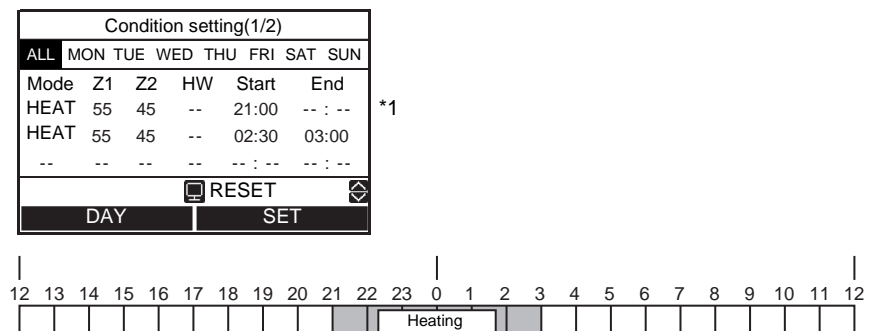 Condition setting(1/2)
ALL MON TUE WED THU FRI SAT SUN
Mode Z1 Z2 HW Start End
HEAT 55 45 -- 21:00 -- : -- *1
HEAT 55 45 -- 02:30 03:00
-- -- -- -- -- : -- -- : --
RESET
DAY SET
12 13 14 15 16 17 18 19 20 21 22 23 0 1 2 3 4 5 6 7 8 9 10 11 12
Heating